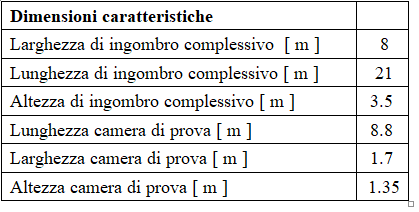 Dimensioni caratteristiche
Larghezza di ingombro complessivo [ m ] 8
Lunghezza di ingombro complessivo [ m ] 21
Altezza di ingombro complessivo [ m ] 3.5
Lunghezza camera di prova [ m ] 8.8
Larghezza camera di prova [ m ] 1.7
Altezza camera di prova [ m ] 1.35